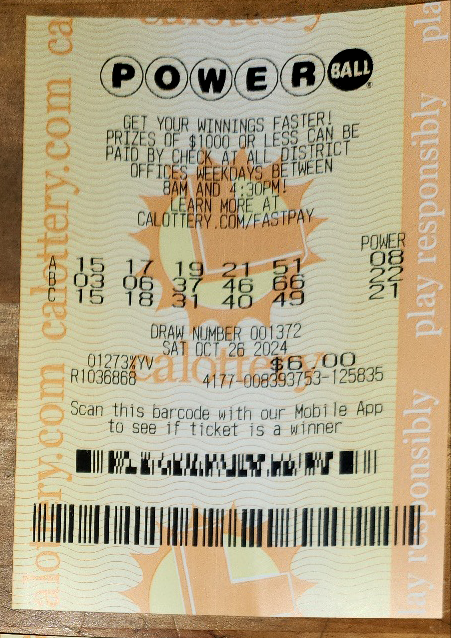 POWERBALL
GET YOUR WINNINGS FASTER!
PRIZES OF $1000 OR LESS CAN BE
PAID BY CHECK AT ALL DISTRICT
OFFICES WEEKDAYS BETWEEN
8AM AND 4:30PM!
LEARN MORE AT
CALOTTERY.COM/FASTPAY
POWER
A 15 17 19 21 51 08
B 03 06 37 46 66 22
C 15 18 31 40 49 21
DRAW NUMBER 001372
SAT OCT 26 2024
01273%YV $6.00
R1036868 4177-008393753-125835
Scan this barcode with our Mobile App
to see if ticket is a winner
calottery
calottery.com calottery.com ca
play responsibly play responsibly pla